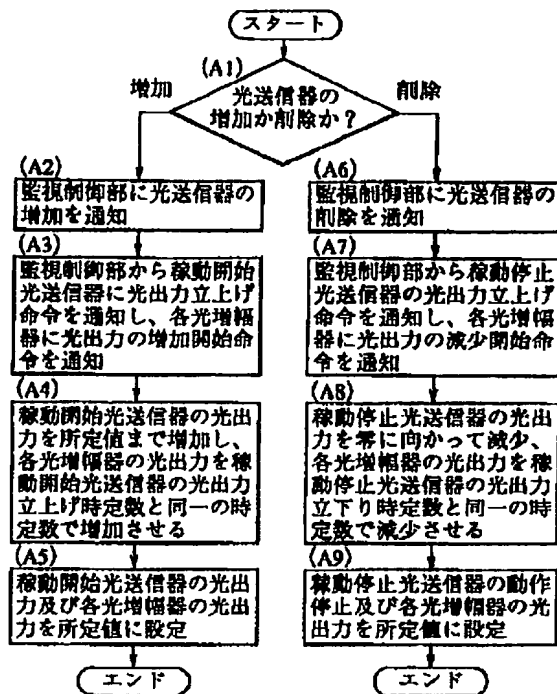 スタート
(A1)
増加
光送信器の
増加か削除か?
削除
(A2)
監視制御部に光送信器の
増加を通知
(A3)
監視制御部から稼動開始
光送信器に光出力立上げ
命令を通知し、各光増幅
器に光出力の増加開始命
令を通知
(A4)
稼動開始光送信器の光出
力を所定値まで増加し、
各光増幅器の光出力を稼
動開始光送信器の光出力
立上げ時定数と同一の時
定数で増加させる
(A5)
稼動開始光送信器の光出
力及び各光増幅器の光出
力を所定値に設定
エンド
(A6)
監視制御部に光送信器の
削除を通知
(A7)
監視制御部から稼動停止
光送信器の光出力立上げ
命令を通知し、各光増幅
器に光出力の減少開始命
令を通知
(A8)
稼動停止光送信器の光出
力を零に向かって減少、
各光増幅器の光出力を稼
動停止光送信器の光出力
立下り時定数と同一の時
定数で減少させる
(A9)
稼動停止光送信器の動作
停止及び各光増幅器の光
出力を所定値に設定
エンド